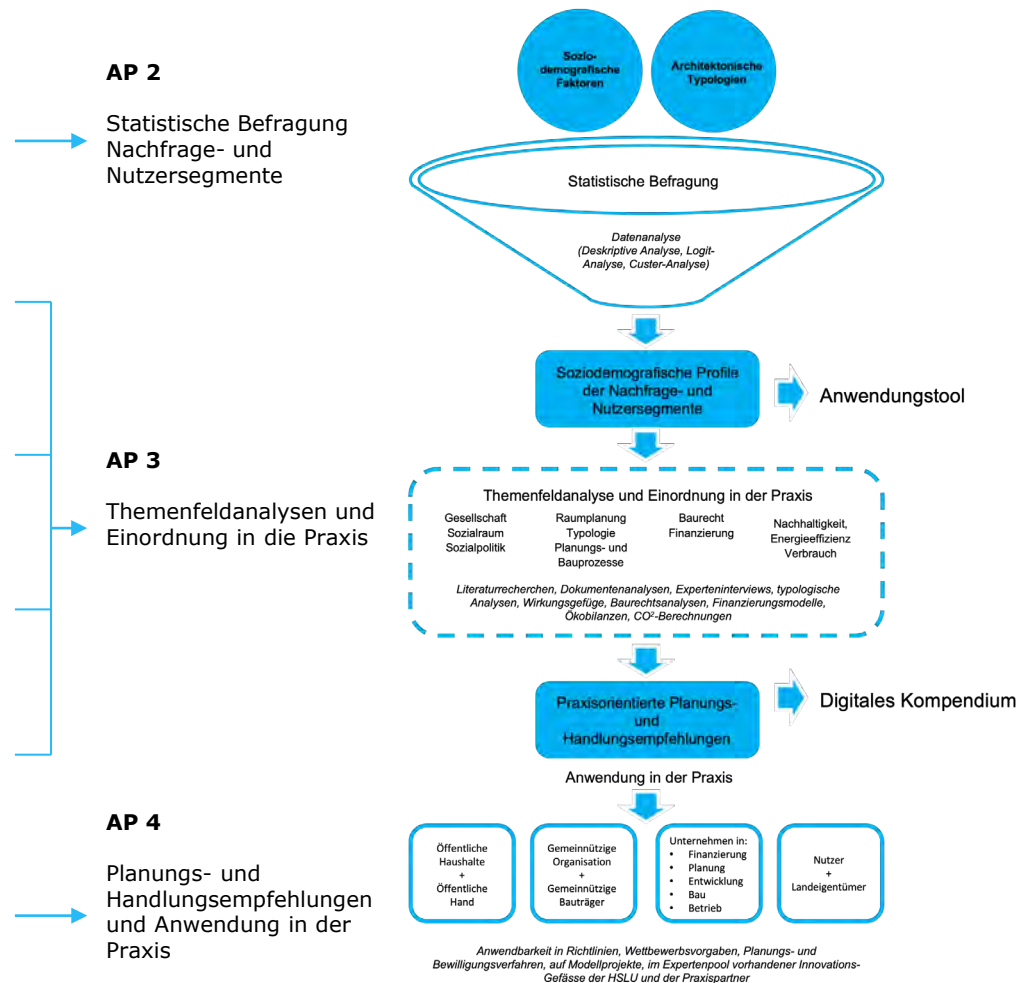 AP 2
Statistische Befragung
Nachfrage- und
Nutzersegmente
Sozio-
demografische
Faktoren
Architektonische
Typologien
Statistische Befragung
Datenanalyse
(Deskriptive Analyse, Logit-
Analyse, Custer-Analyse)
Soziodemografische Profile
der Nachfrage- und
Nutzersegmente
Anwendungstool
AP 3
Themenfeldanalysen und
Einordnung in die Praxis
Themenfeldanalyse und Einordnung in der Praxis
Gesellschaft
Sozialraum
Sozialpolitik
Raumplanung
Typologie
Planungs- und
Bauprozesse
Baurecht
Finanzierung
Nachhaltigkeit,
Energieeffizienz
Verbrauch
Literaturrecherchen, Dokumentenanalysen, Experteninterviews, typologische
Analysen, Wirkungsgefüge, Baurechtsanalysen, Finanzierungsmodelle,
Ökobilanzen, CO²-Berechnungen
Praxisorientierte Planungs-
und
Handlungsempfehlungen
Digitales Kompendium
Anwendung in der Praxis
AP 4
Planungs- und
Handlungsempfehlungen
und Anwendung in der
Praxis
Öffentliche
Haushalte
+
Öffentliche
Hand
Gemeinnützige
Organisation
+
Gemeinnützige
Bauträger
Unternehmen in:
• Finanzierung
• Planung
• Entwicklung
• Bau
• Betrieb
Nutzer
+
Landeigentümer
Anwendbarkeit in Richtlinien, Wettbewerbsvorgaben, Planungs- und
Bewilligungsverfahren, auf Modellprojekte, im Expertenpool vorhandener Innovations-
Gefässe der HSLU und der Praxispartner